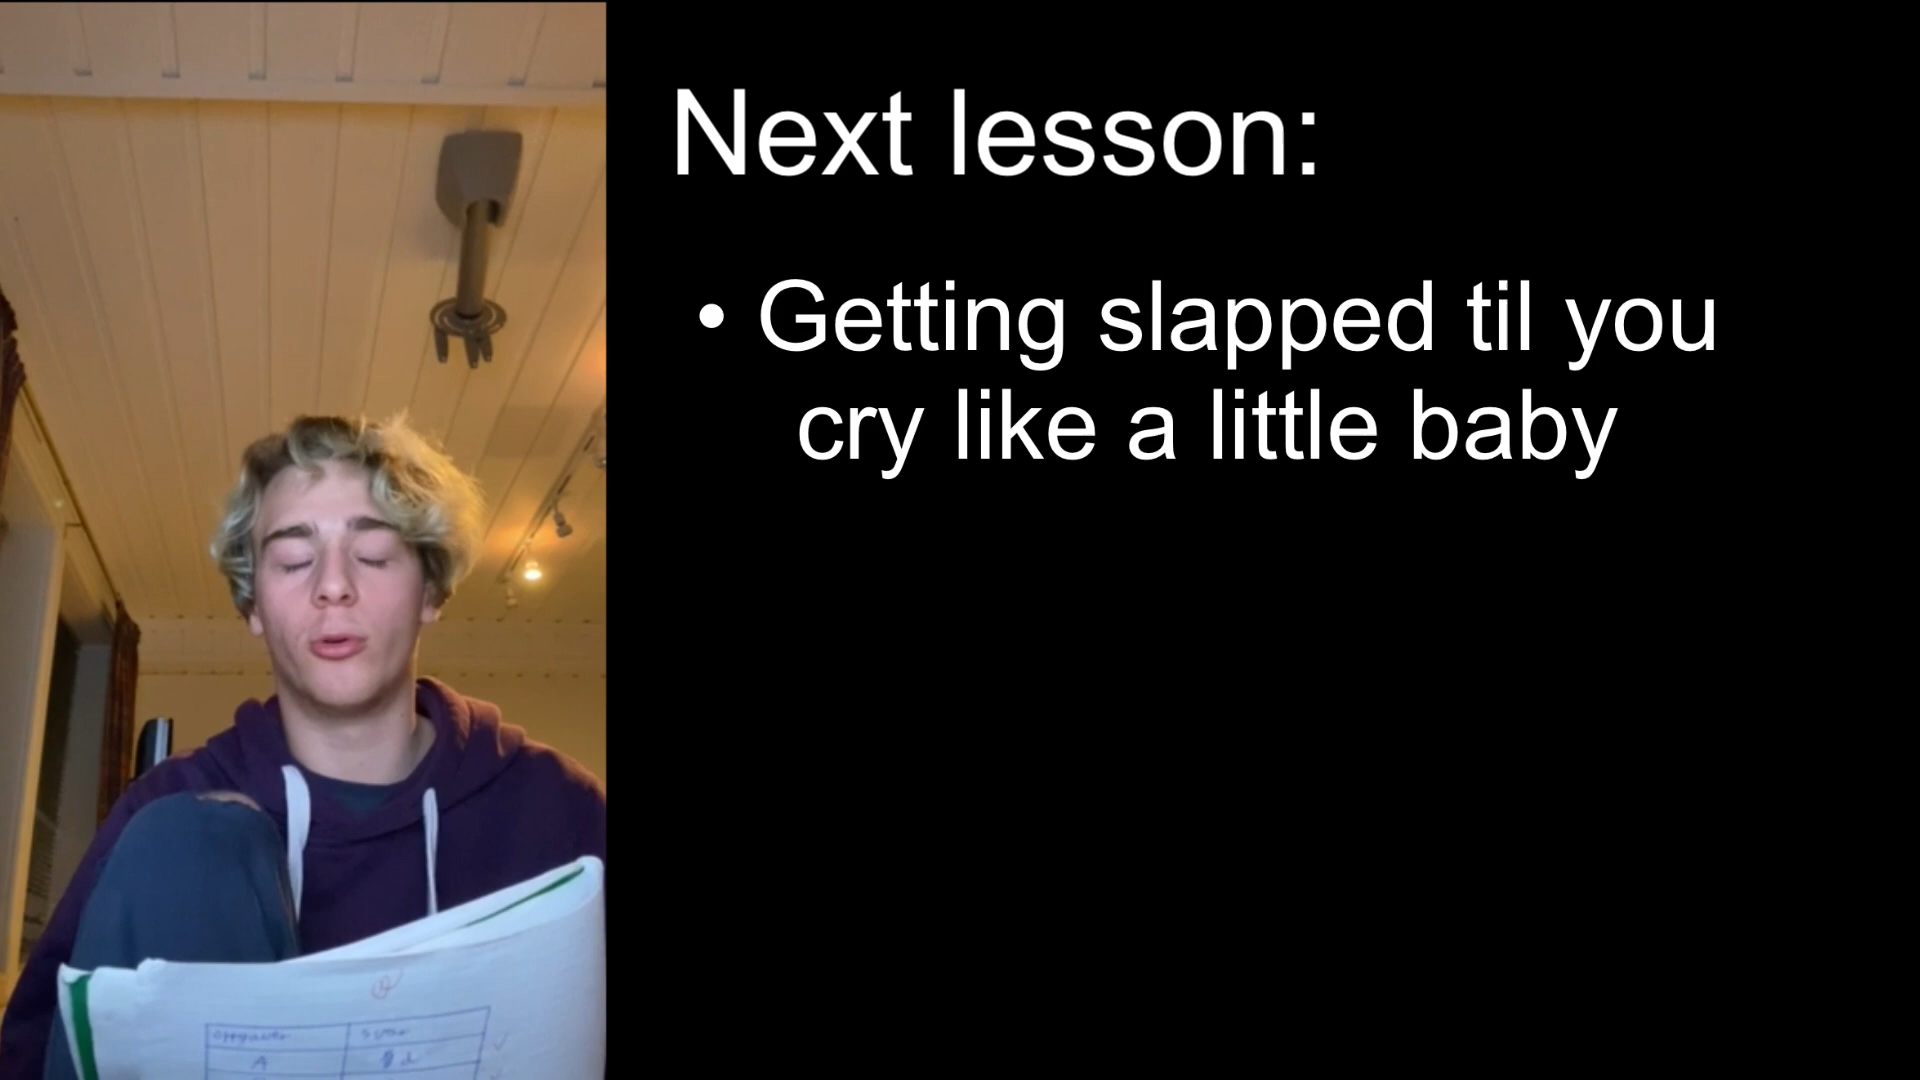 Next lesson:
• Getting slapped til you
cry like a little baby
A